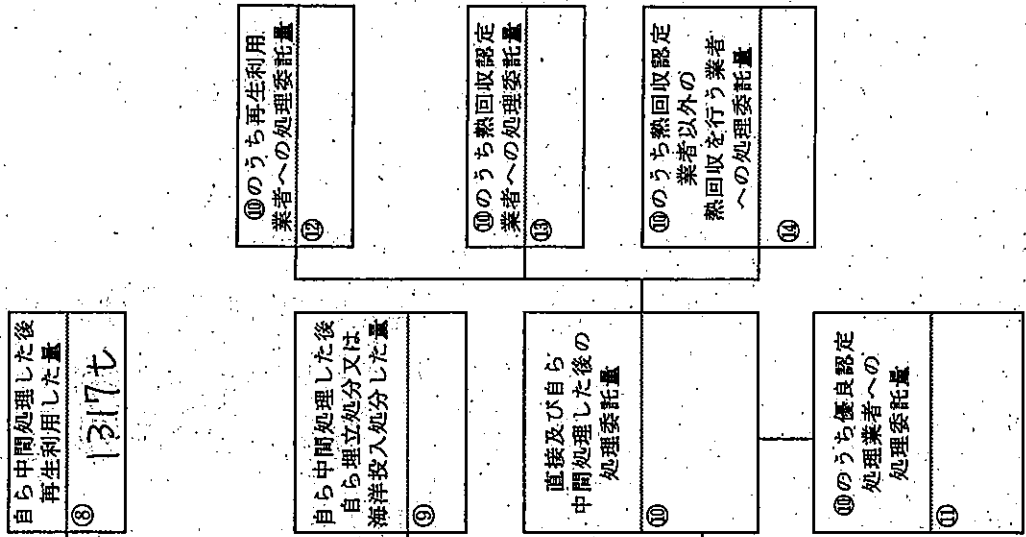 自ら中間処理した後
再生利用した量
⑧
1317t
自ら中間処理した後
自ら埋立処分又は
海洋投入処分した量
⑨
直接及び自ら
中間処理した後の
処理委託量
⑩
⑩のうち優良認定
処理業者への
処理委託量
⑪
⑩のうち再生利用
業者への処理委託量
⑫
⑩のうち熱回収認定
業者への処理委託量
⑬
⑩のうち熱回収認定
業者以外の
熱回収を行う業者
への処理委託量
⑭